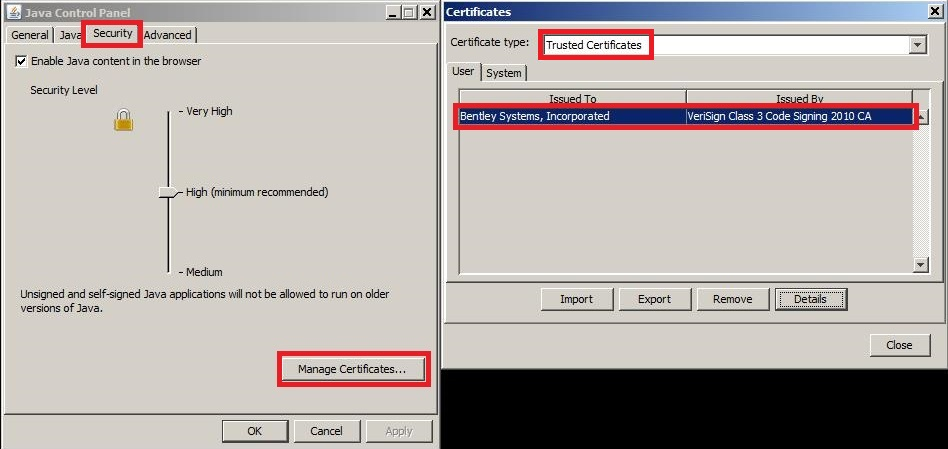 Java Control Panel
General Java Security Advanced
Enable Java content in the browser
Security Level
- Very High
- High (minimum recommended)
- Medium
Unsigned and self-signed Java applications will not be allowed to run on older
versions of Java.
Manage Certificates...
OK Cancel Apply
Certificates
Certificate type: Trusted Certificates
User System
Issued To Issued By
Bentley Systems, Incorporated VeriSign Class 3 Code Signing 2010 CA
Import Export Remove Details
Close